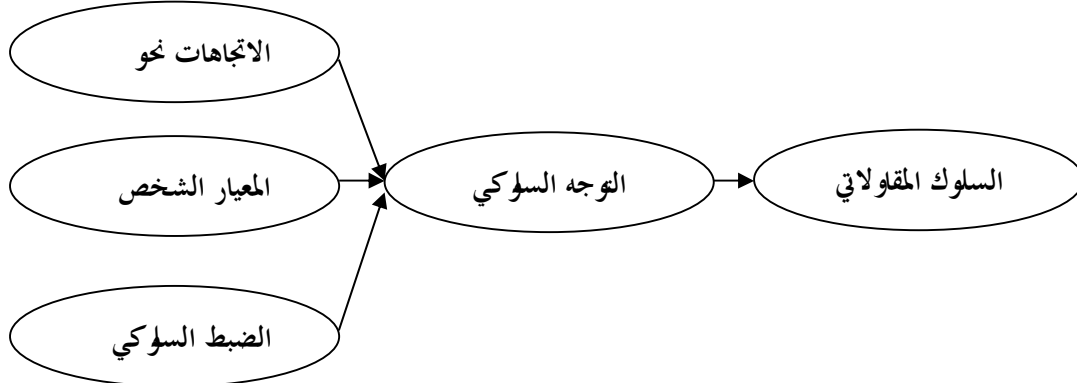 الاتجاهات نحو
المعيار الشخص
الضبط السلوكي
التوجه السلوكي
السلوك المقاولاتي